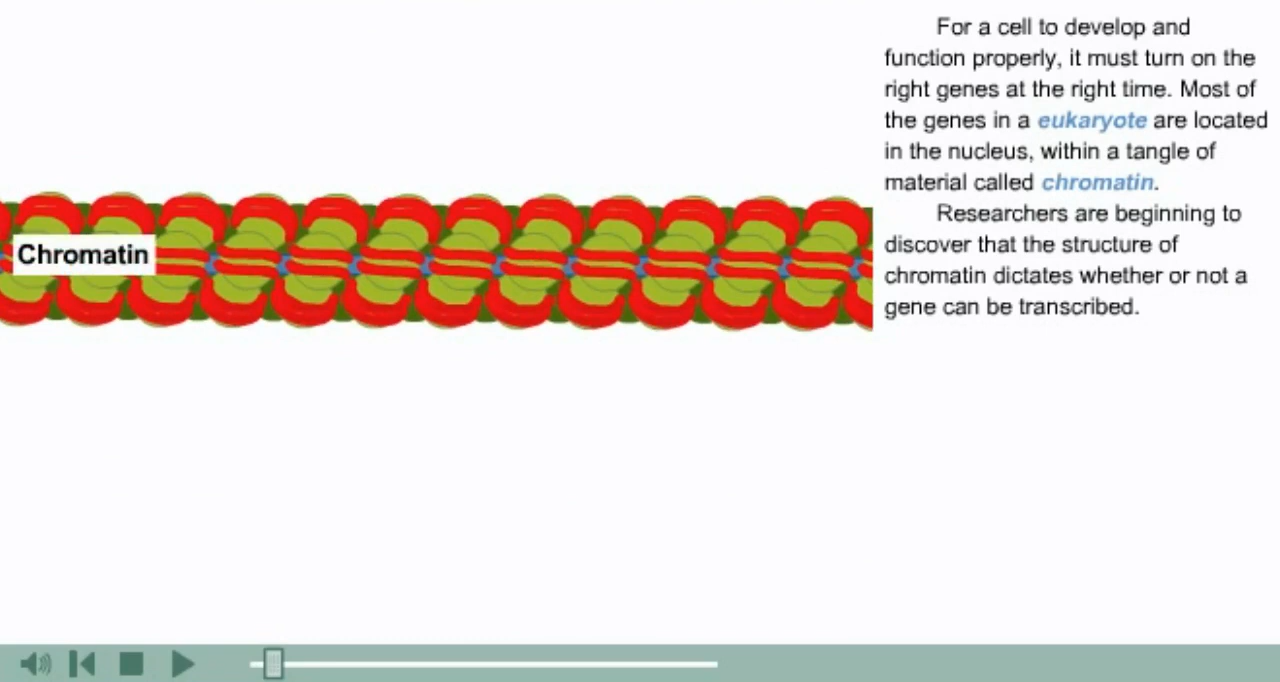 Chromatin
For a cell to develop and
function properly, it must turn on the
right genes at the right time. Most of
the genes in a eukaryote are located
in the nucleus, within a tangle of
material called chromatin.
Researchers are beginning to
discover that the structure of
chromatin dictates whether or not a
gene can be transcribed.